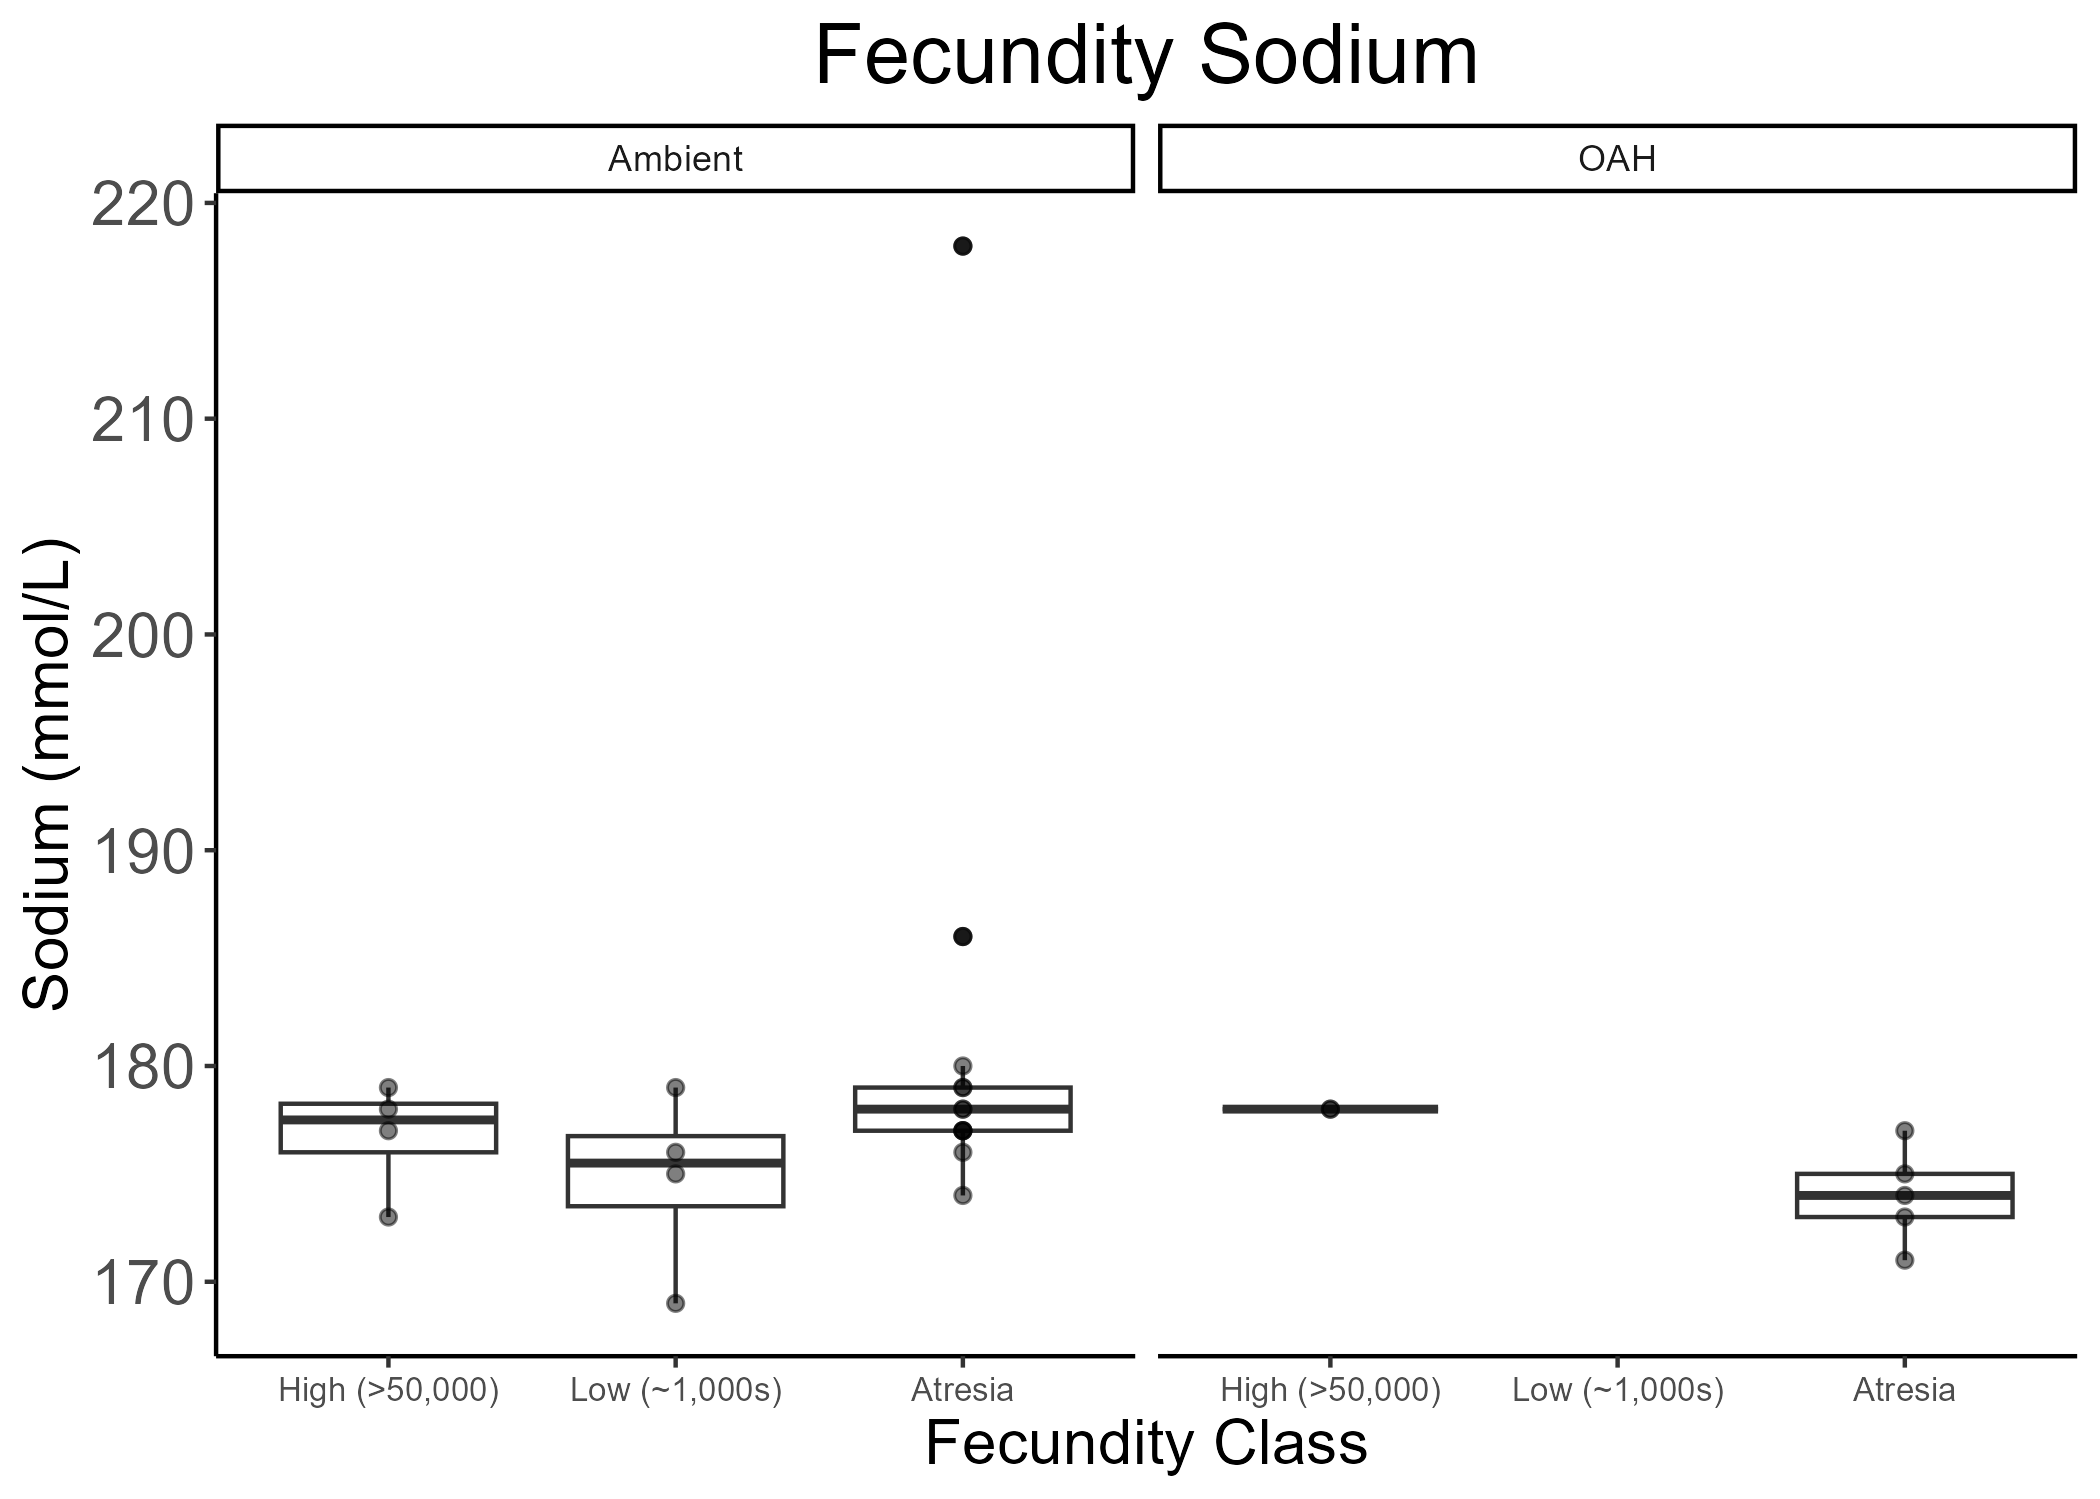 Fecundity Sodium
Ambient
OAH
220
210
200
190
180
170
Sodium (mmol/L)
High (>50,000)
Low (~1,000s)
Atresia
High (>50,000)
Low (~1,000s)
Atresia
Fecundity Class